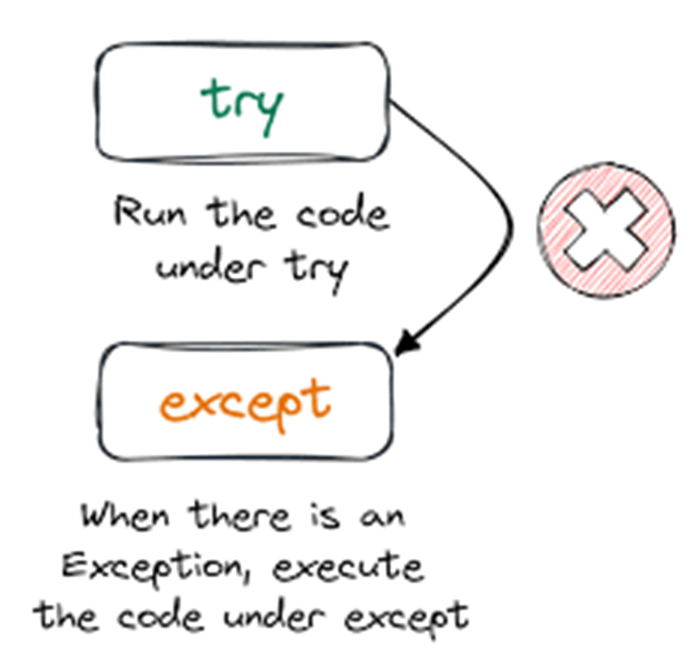 try
Run the code
under try
except
When there is an
Exception, execute
the code under except